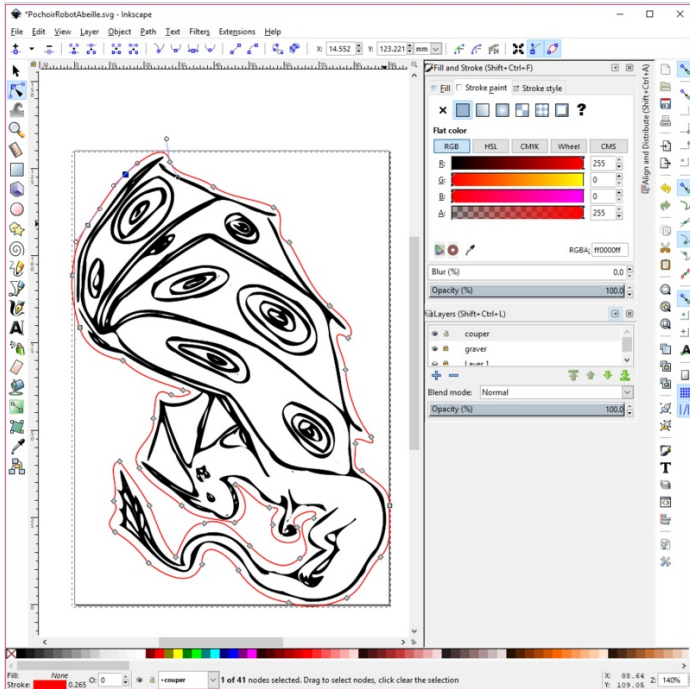 *PochoirRobotAbeille.svg - Inkscape
File Edit View Layer Object Path Text Filters Extensions Help
X: 14.552 Y: 123.221 mm
Fill and Stroke (Shift+Ctrl+F)
Fill Stroke paint Stroke style
?
Flat color
RGB HSL CMYK Wheel CMS
R: 255
G: 0
B: 0
A: 255
RGBA: ff0000ff
Blur (%) 0.0
Opacity (%) 100.0
Layers (Shift+Ctrl+L)
couper
graver
Layer 1
Blend mode: Normal
Opacity (%) 100.0
Align and Distribute (Shift+Ctrl+A)
Fill: None
Stroke: 0.265
O: 0
couper
1 of 41 nodes selected. Drag to select nodes, click clear the selection
X: 88.64
Y: 109.05
Z: 140%